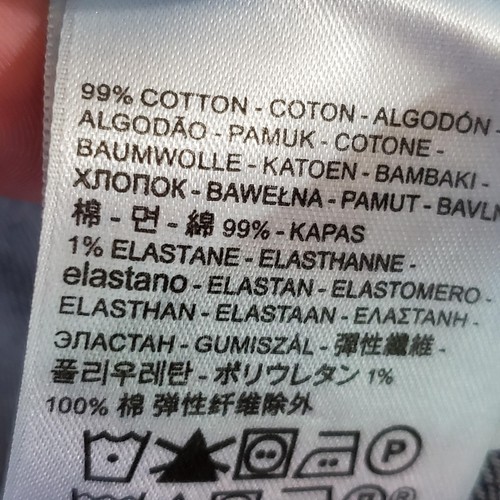 99% COTTON - COTON - ALGODÓN -
ALGODÃO - PAMUK - COTONE -
BAUMWOLLE - KATOEN - BAMBAKI -
ХЛОПОК - BAWEŁNA - PAMUT - BAVLN
棉 - 면 - 綿 99% - KAPAS
1% ELASTANE - ELASTHANNE -
elastano - ELASTAN - ELASTOMERO -
ELASTHAN - ELASTAAN - ΕΛΑΣΤΑΝΗ -
ЭЛАСТАН - GUMISZÁL - 彈性纖維 -
폴리우레탄 - ポリウレタン 1%
100% 棉 弹性纤维除外
P